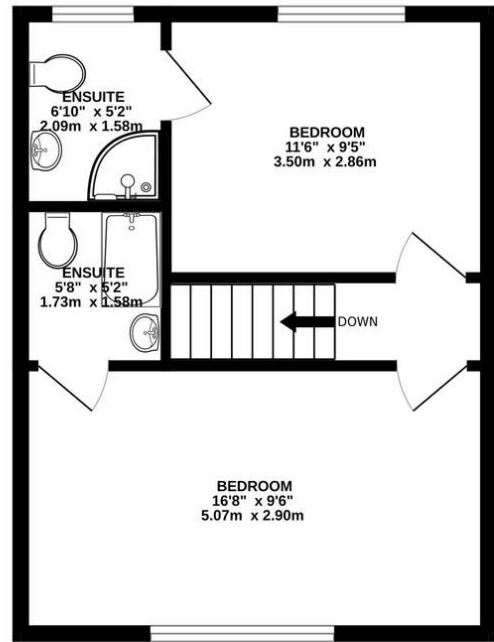 ENSUITE
6'10" x 5'2"
2.09m x 1.58m
BEDROOM
11'6" x 9'5"
3.50m x 2.86m
ENSUITE
5'8" x 5'2"
1.73m x 1.58m
DOWN
BEDROOM
16'8" x 9'6"
5.07m x 2.90m